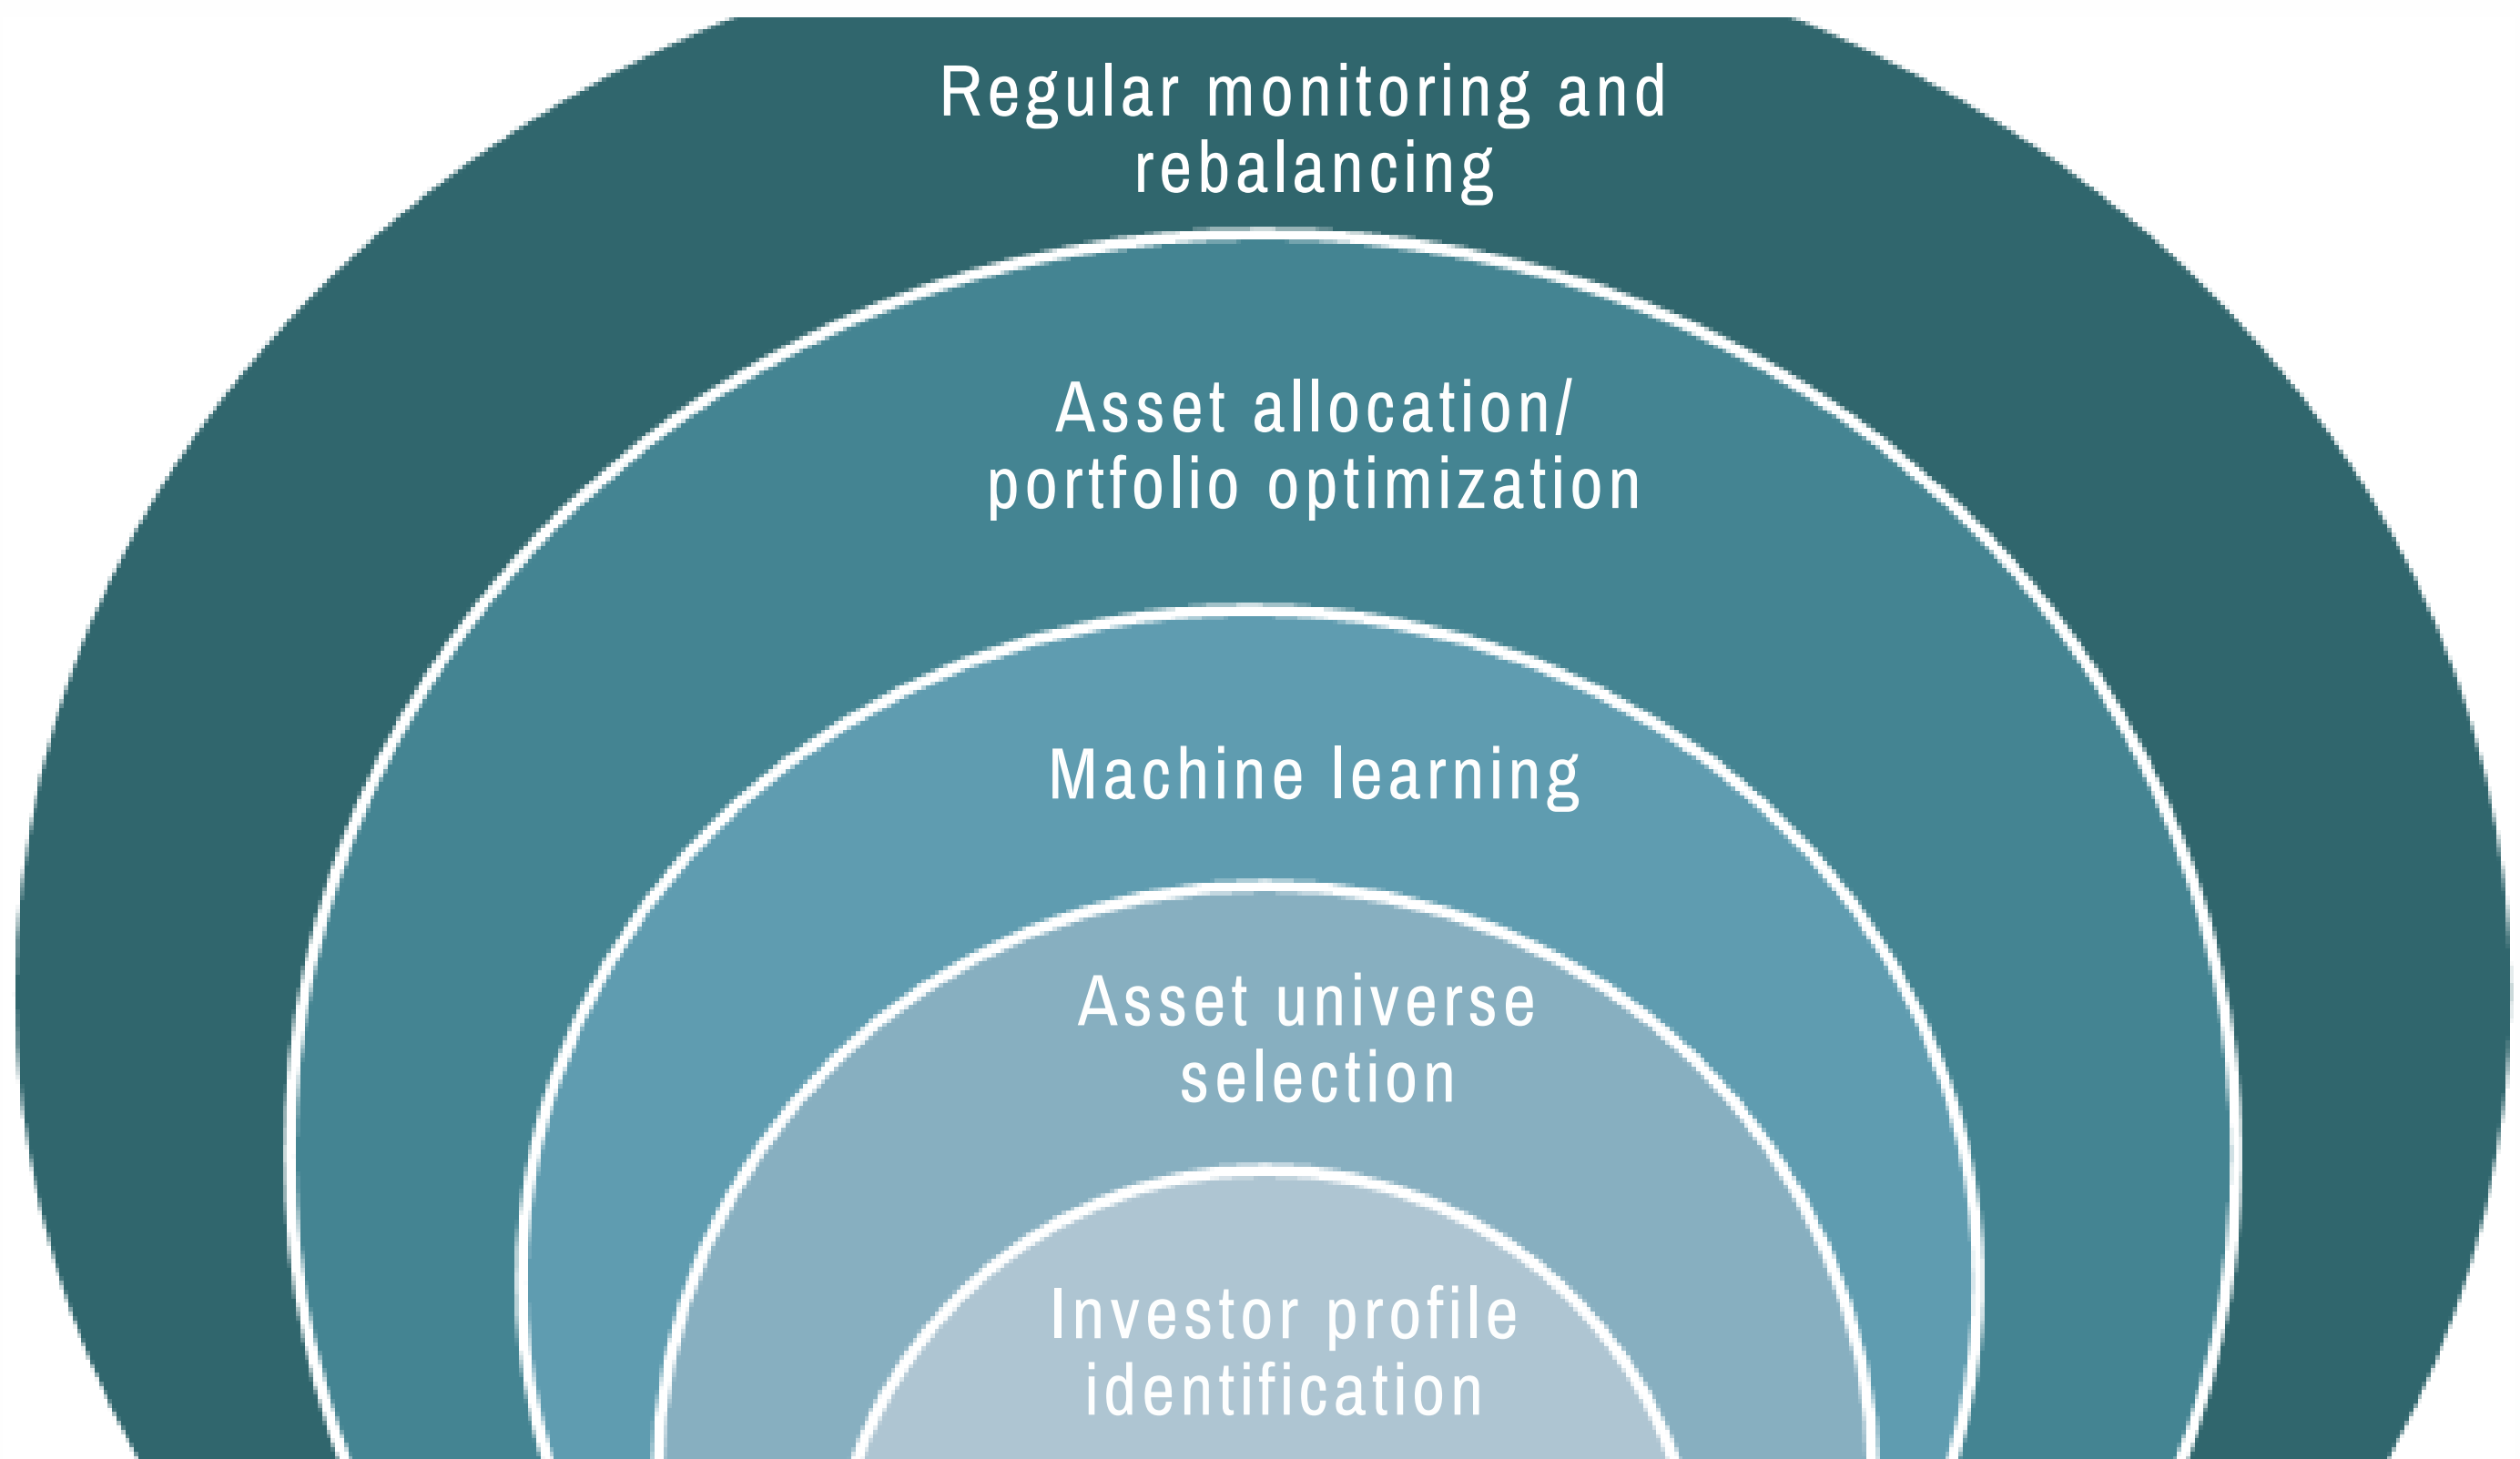 Regular monitoring and
rebalancing
Asset allocation/
portfolio optimization
Machine learning
Asset universe
selection
Investor profile
identification